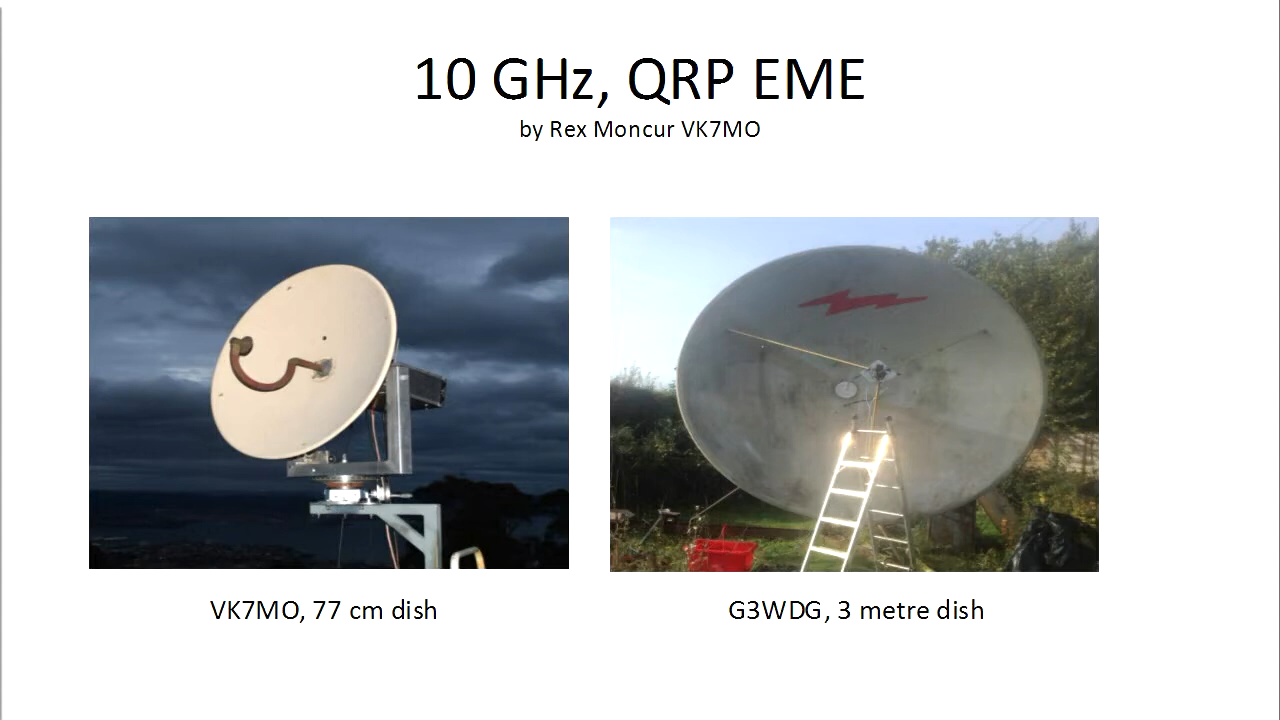 10 GHz, QRP EME
by Rex Moncur VK7MO
VK7MO, 77 cm dish
G3WDG, 3 metre dish